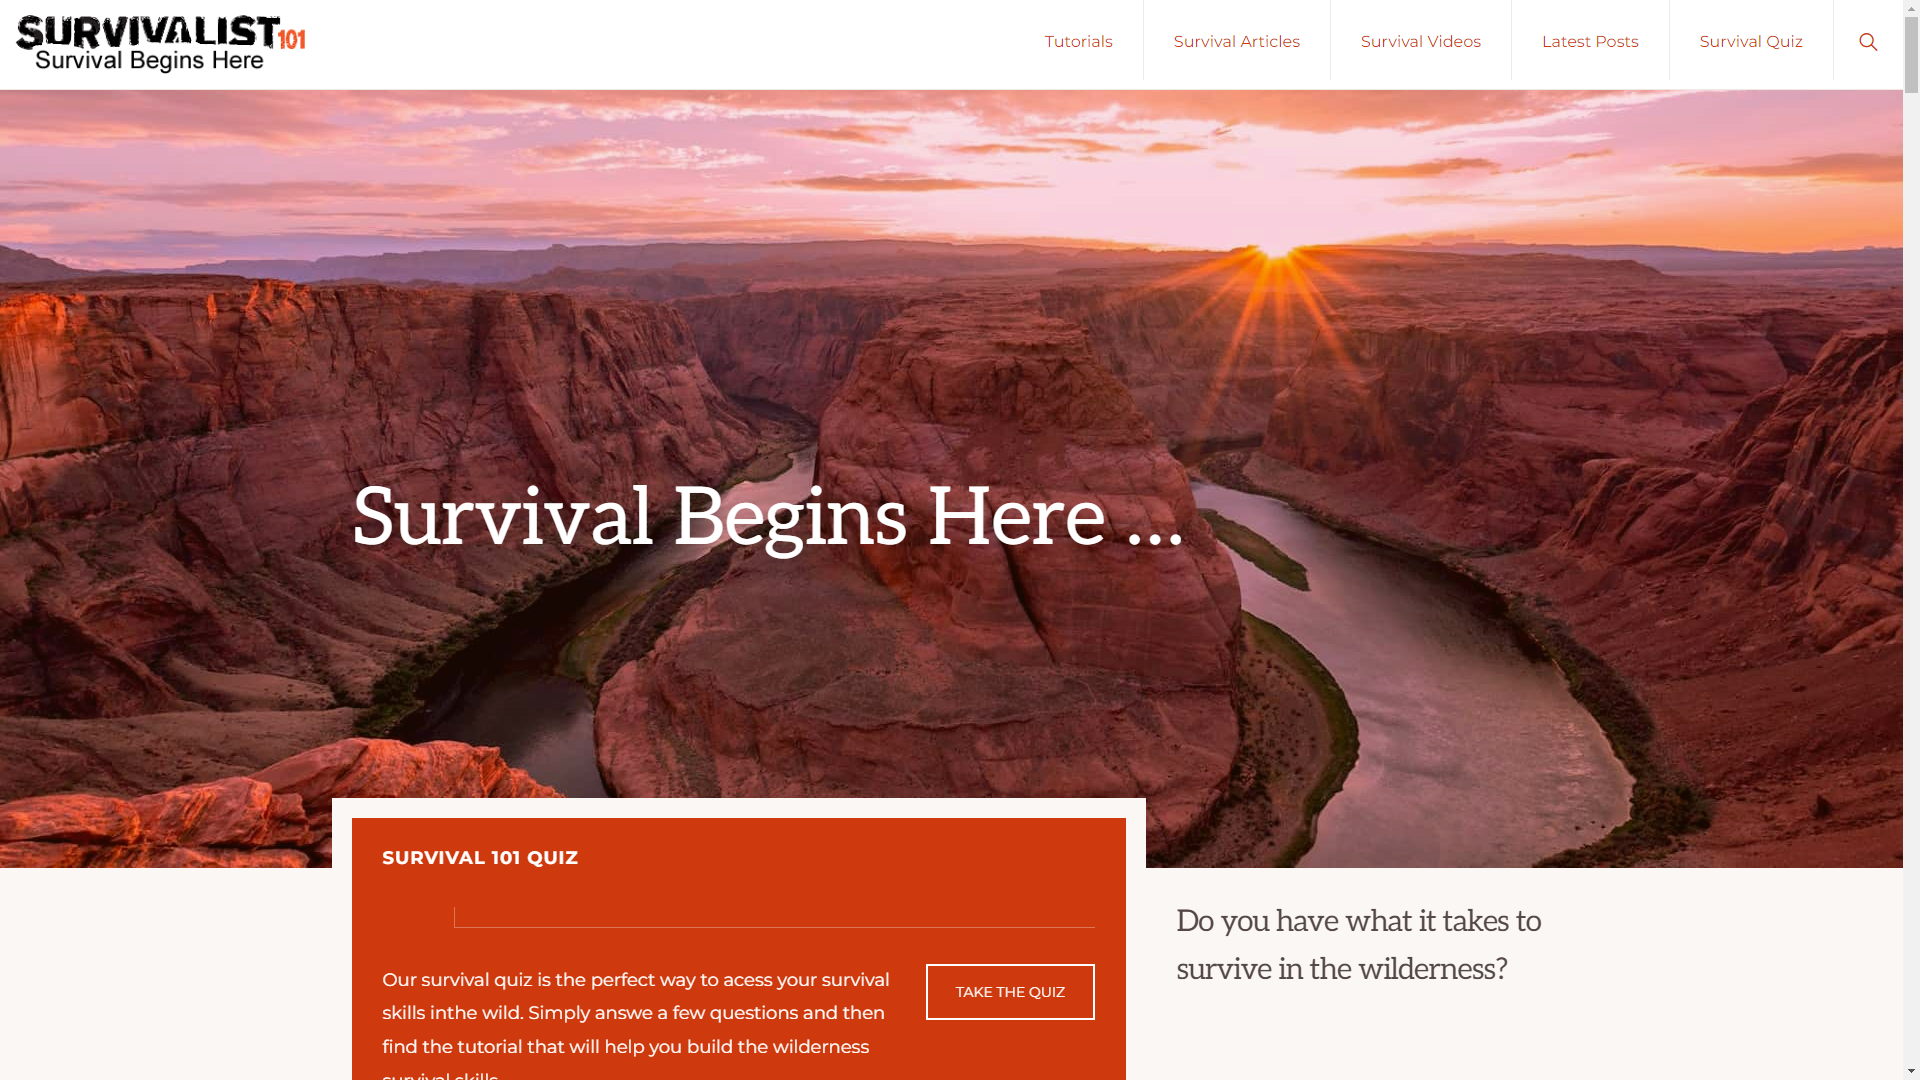 SURVIVALIST101
Survival Begins Here
Tutorials
Survival Articles
Survival Videos
Latest Posts
Survival Quiz
Survival Begins Here ...
SURVIVAL 101 QUIZ
Our survival quiz is the perfect way to acess your survival
skills inthe wild. Simply answe a few questions and then
find the tutorial that will help you build the wilderness
survival skills.
TAKE THE QUIZ
Do you have what it takes to
survive in the wilderness?